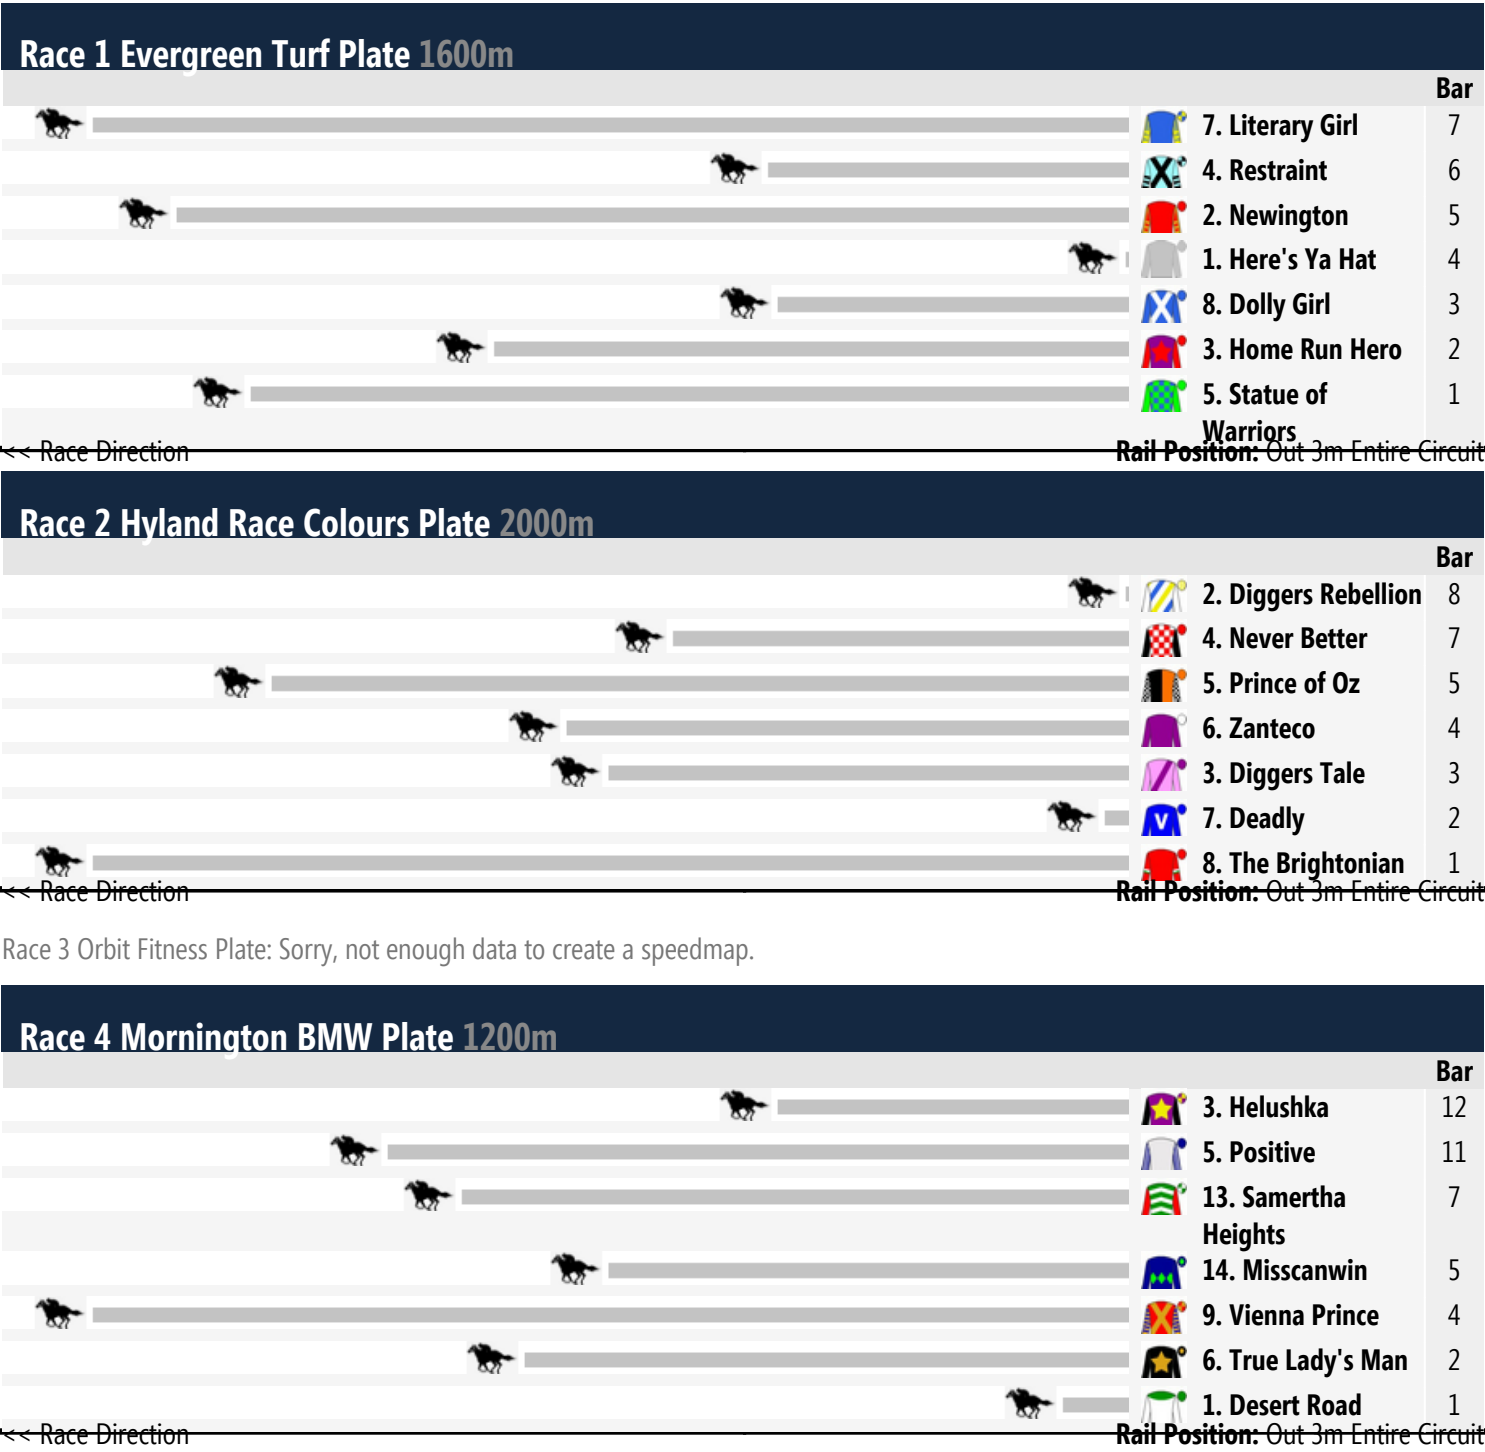 Race 1 Evergreen Turf Plate 1600m
Bar
7. Literary Girl 7
4. Restraint 6
2. Newington 5
1. Here's Ya Hat 4
8. Dolly Girl 3
3. Home Run Hero 2
5. Statue of 1
Warriors
<< Race Direction Rail Position: Out 3m Entire Circuit
Race 2 Hyland Race Colours Plate 2000m
Bar
2. Diggers Rebellion 8
4. Never Better 7
5. Prince of Oz 5
6. Zanteco 4
3. Diggers Tale 3
V 7. Deadly 2
8. The Brightonian 1
<< Race Direction Rail Position: Out 3m Entire Circuit
Race 3 Orbit Fitness Plate: Sorry, not enough data to create a speedmap.
Race 4 Mornington BMW Plate 1200m
Bar
3. Helushka 12
5. Positive 11
13. Samertha 7
Heights
14. Misscanwin 5
9. Vienna Prince 4
6. True Lady's Man 2
1. Desert Road 1
<< Race Direction Rail Position: Out 3m Entire Circuit